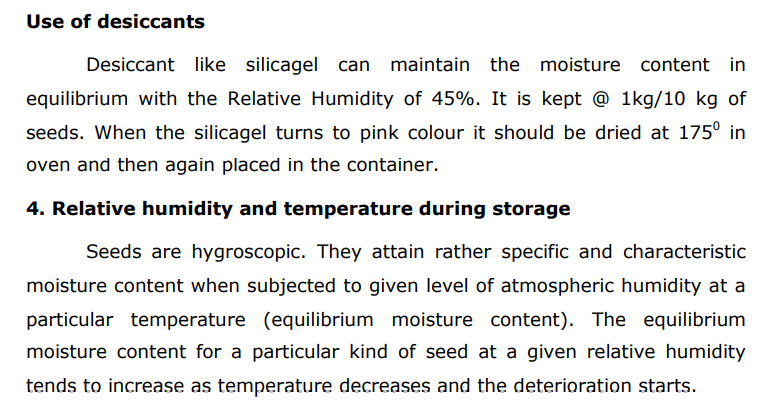 Use of desiccants
Desiccant like silicagel can maintain the moisture content in
equilibrium with the Relative Humidity of 45%. It is kept @ 1kg/10 kg of
seeds. When the silicagel turns to pink colour it should be dried at 175⁰ in
oven and then again placed in the container.
4. Relative humidity and temperature during storage
Seeds are hygroscopic. They attain rather specific and characteristic
moisture content when subjected to given level of atmospheric humidity at a
particular temperature (equilibrium moisture content). The equilibrium
moisture content for a particular kind of seed at a given relative humidity
tends to increase as temperature decreases and the deterioration starts.